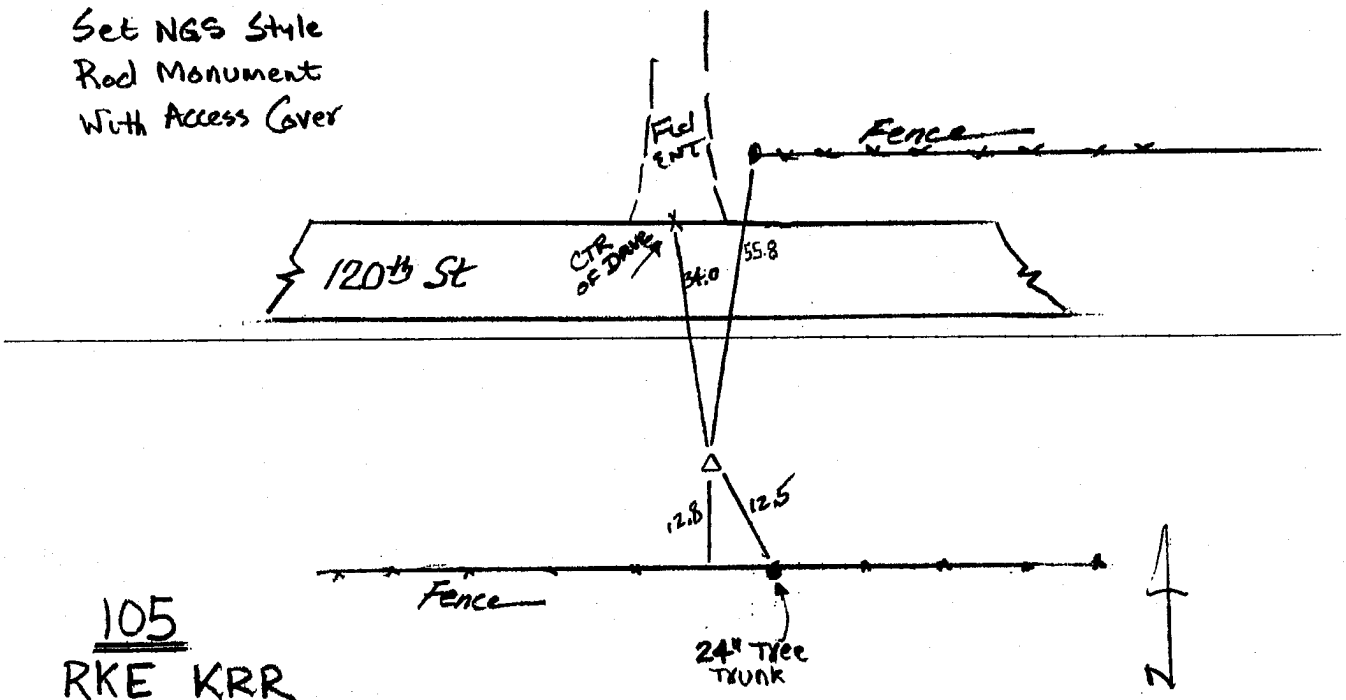 Set NGS Style
Rod Monument
With Access Cover
Fld
ENT
Fence
CTR
OF DRIVE
120th St
34.0
55.8
12.8
12.5
Fence
24" Tree
Trunk
105
RKE KRR
N